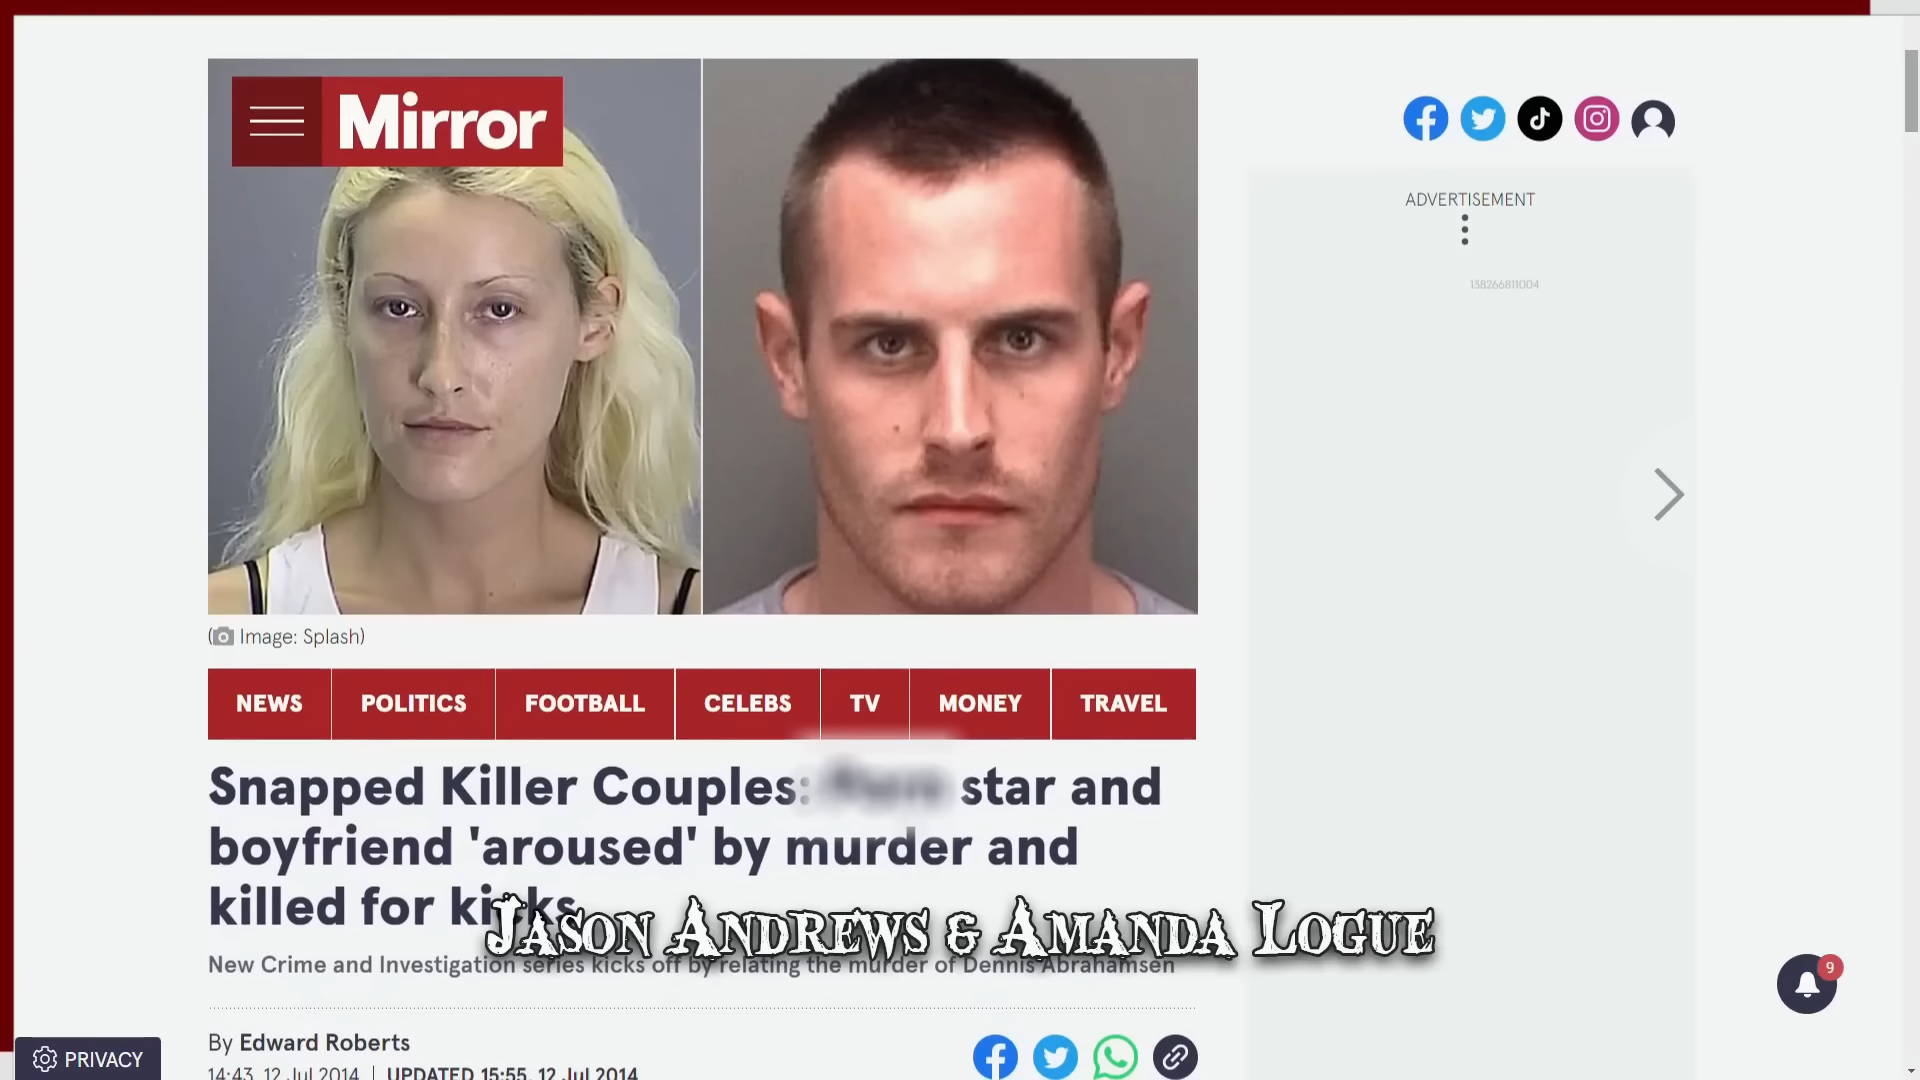 Mirror
ADVERTISEMENT
138266811004
(Image: Splash)
NEWS POLITICS FOOTBALL CELEBS TV MONEY TRAVEL
Snapped Killer Couples: star and
boyfriend 'aroused' by murder and
killed for kicks
JASON ANDREWS & AMANDA LOGUE
New Crime and Investigation series kicks off by relating the murder of Dennis Abrahamsen
9
By Edward Roberts
PRIVACY
14:43, 12 Jul 2014 | UPDATED 15:55, 12 Jul 2014